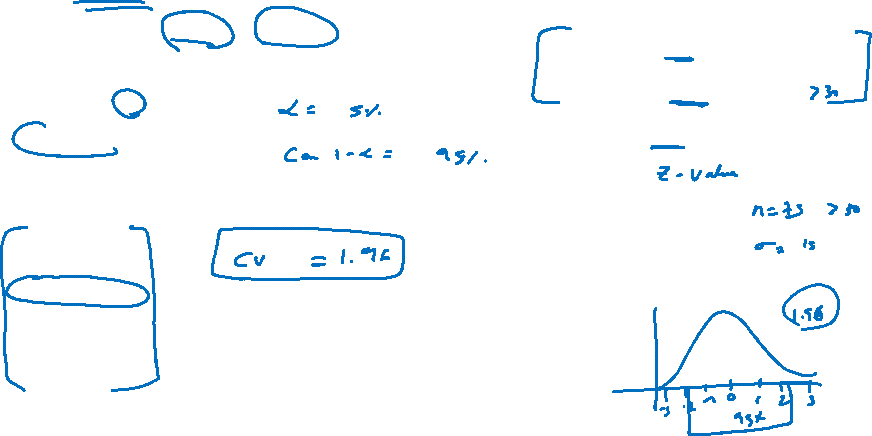 >30
α = 5%
Con 1-α = 95%.
Z-value
n=35 >30
CV = 1.96
1.96
-3 -2 -1 0 1 2 3
95%